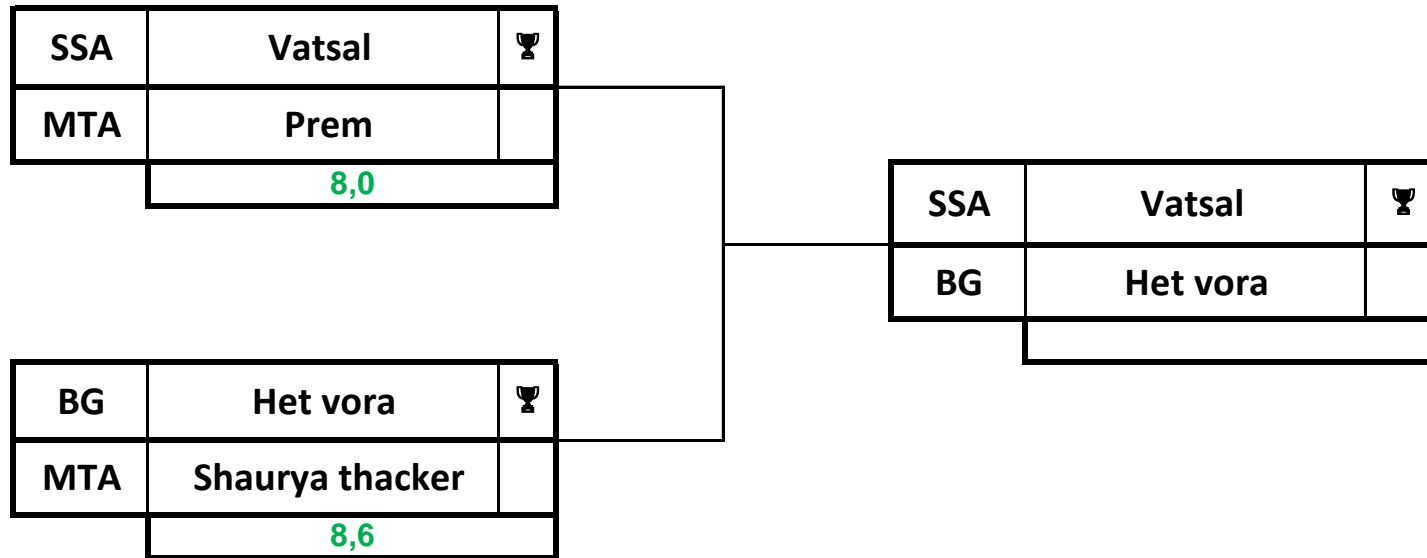 SSA Vatsal 🏆
MTA Prem
8,0
BG Het vora 🏆
MTA Shaurya thacker
8,6
SSA Vatsal 🏆
BG Het vora